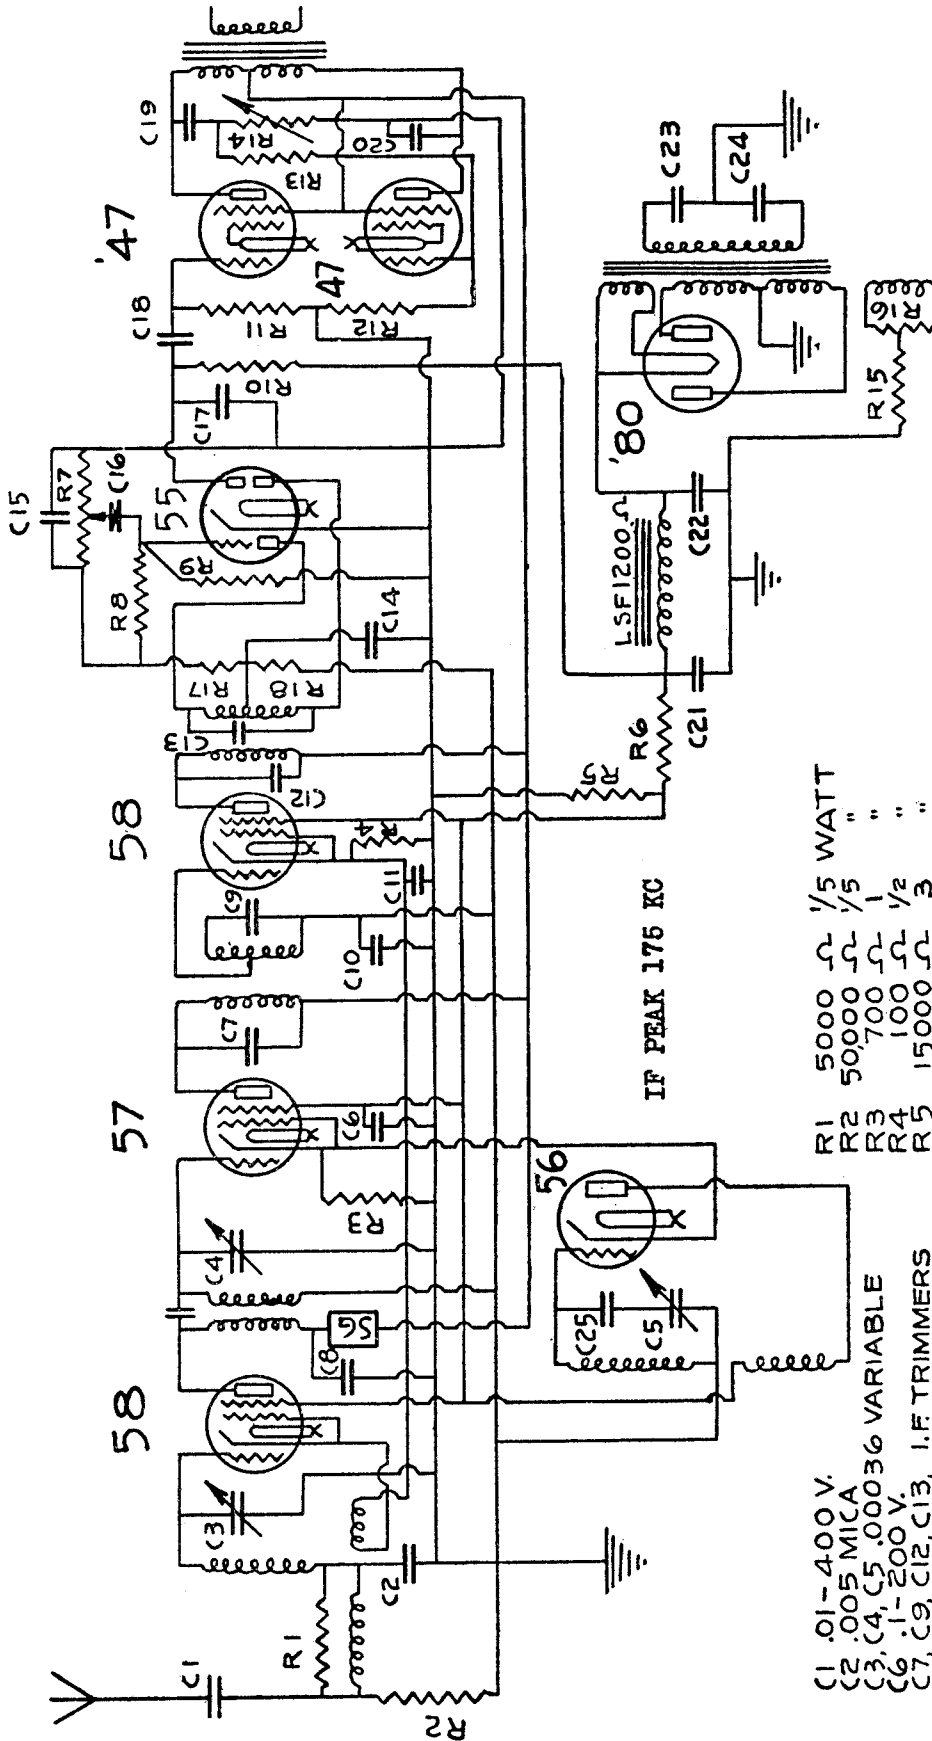 58
57
58
55
'47
47
'80
56
C1
R1
R2
C2
C3
C4
C8
SG
R3
C6
C7
C9
C10
C11
R4
C12
C13
R17
R18
C14
R8
R9
C15
R7
C16
C17
R10
C18
R11
R12
R13
R14
C19
C20
R5
R6
LSF1200Ω
C21
C22
C23
C24
R15
R16
C25
C5
IF PEAK 175 KC
C1 .01-400 V.
C2 .005 MICA
C3, C4, C5 .00036 VARIABLE
C6 .1-200 V.
C7, C9, C12, C13, I.F. TRIMMERS
R1 5000 Ω 1/5 WATT
R2 50,000 Ω 1/5 "
R3 700 Ω 1 "
R4 100 Ω 1/2 "
R5 15000 Ω 3 "